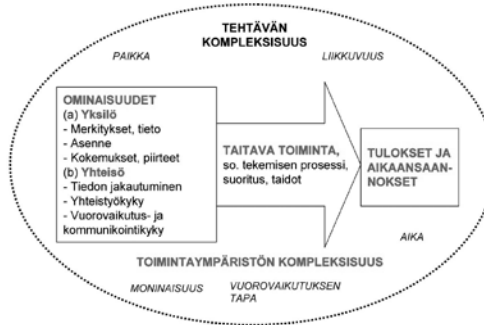 TEHTÄVÄN
KOMPLEKSISUUS
PAIKKA
LIIKKUVUUS
OMINAISUUDET
(a) Yksilö
- Merkitykset, tieto
- Asenne
- Kokemukset, piirteet
(b) Yhteisö
- Tiedon jakautuminen
- Yhteistyökyky
- Vuorovaikutus- ja
kommunikointikyky
TAITAVA TOIMINTA,
so. tekemisen prosessi,
suoritus, taidot
TULOKSET JA
AIKAANSAAN-
NOKSET
AIKA
TOIMINTAYMPÄRISTÖN KOMPLEKSISUUS
MONINAISUUS
VUOROVAIKUTUKSEN
TAPA